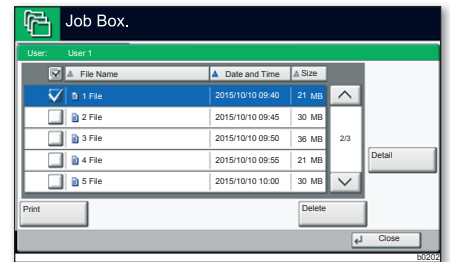 Job Box.
User: User 1
File Name Date and Time Size
1 File 2015/10/10 09:40 21 MB
2 File 2015/10/10 09:45 30 MB
3 File 2015/10/10 09:50 36 MB
2/3
4 File 2015/10/10 09:55 21 MB
Detail
5 File 2015/10/10 10:00 30 MB
Print Delete
Close
b0202